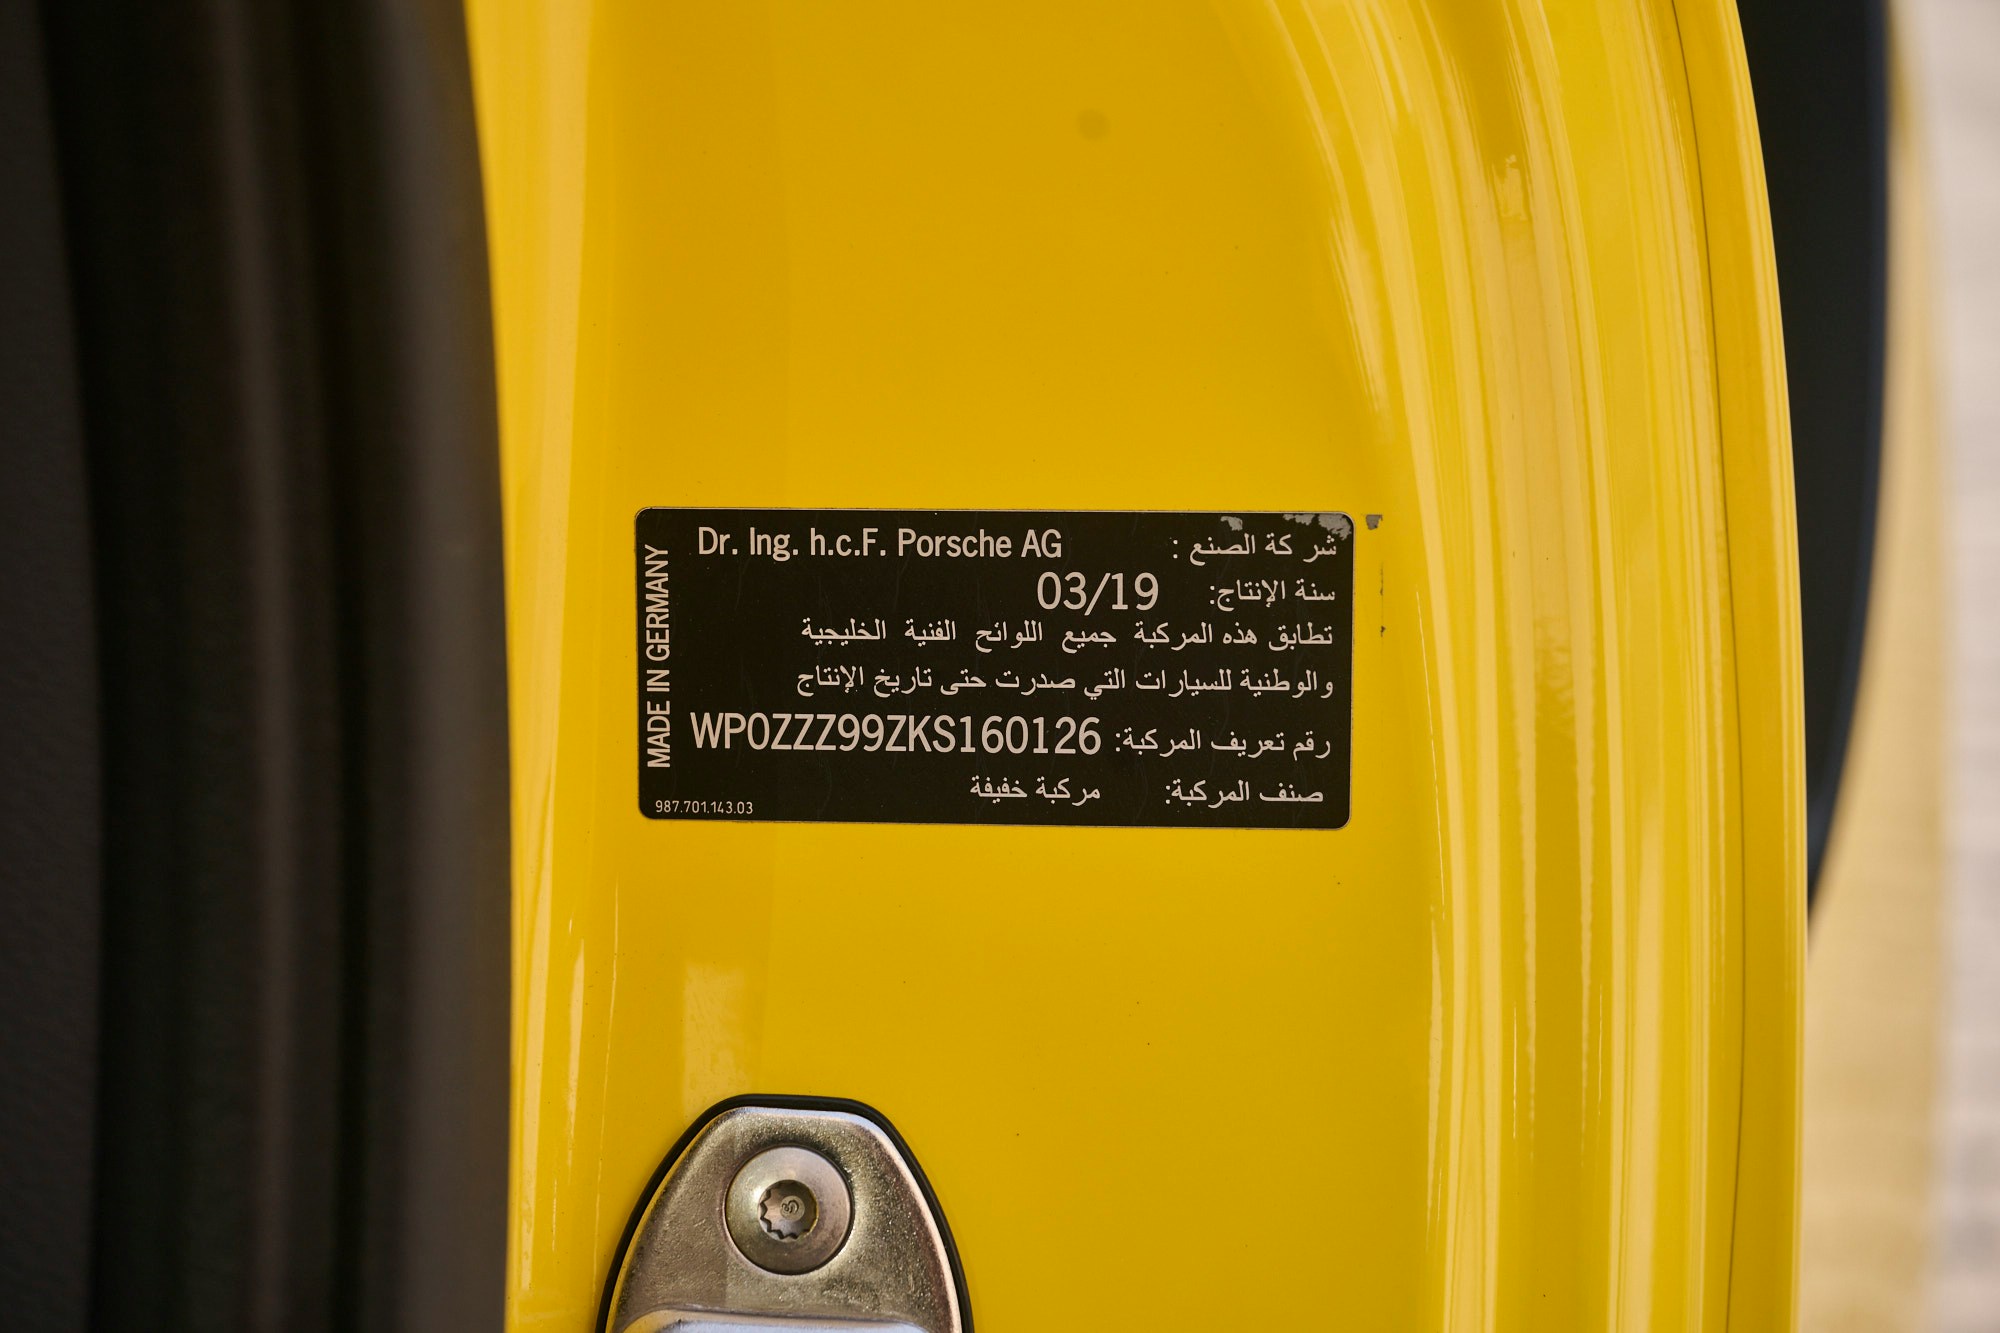 شركة الصنع : Dr. Ing. h.c.F. Porsche AG
سنة الإنتاج: 03/19
تطابق هذه المركبة جميع اللوائح الفنية الخليجية
والوطنية للسيارات التي صدرت حتى تاريخ الإنتاج
رقم تعريف المركبة: WP0ZZZ99ZKS160126
صنف المركبة: مركبة خفيفة
MADE IN GERMANY
987.701.143.03